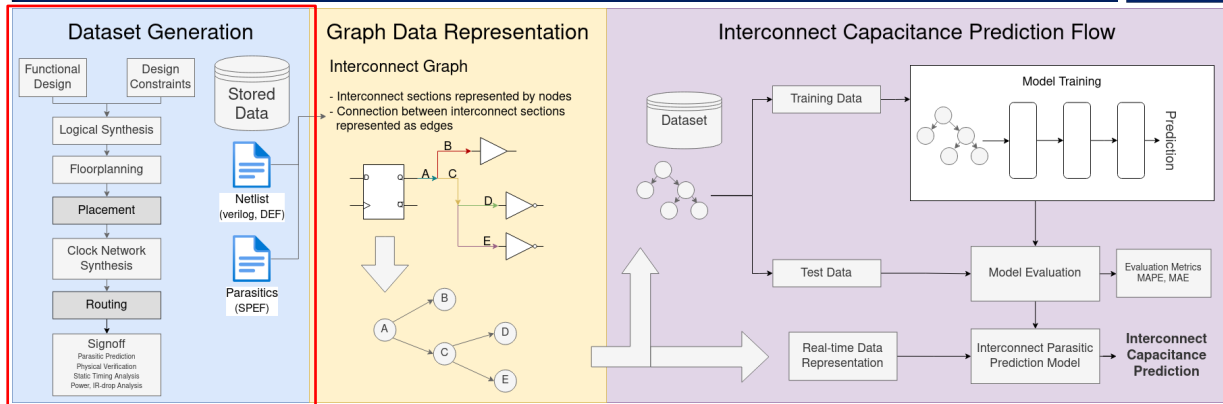 Dataset Generation
Functional
Design
Design
Constraints
Logical Synthesis
Floorplanning
Placement
Clock Network
Synthesis
Routing
Signoff
Parasitic Prediction
Physical Verification
Static Timing Analysis
Power, IR-drop Analysis
Stored
Data
Netlist
(verilog, DEF)
Parasitics
(SPEF)
Graph Data Representation
Interconnect Graph
- Interconnect sections represented by nodes
- Connection between interconnect sections
represented as edges
D
Q
Q
A
B
C
D
E
A
B
C
D
E
Interconnect Capacitance Prediction Flow
Dataset
Training Data
Model Training
Prediction
Test Data
Model Evaluation
Evaluation Metrics
MAPE, MAE
Real-time Data
Representation
Interconnect Parasitic
Prediction Model
Interconnect
Capacitance
Prediction